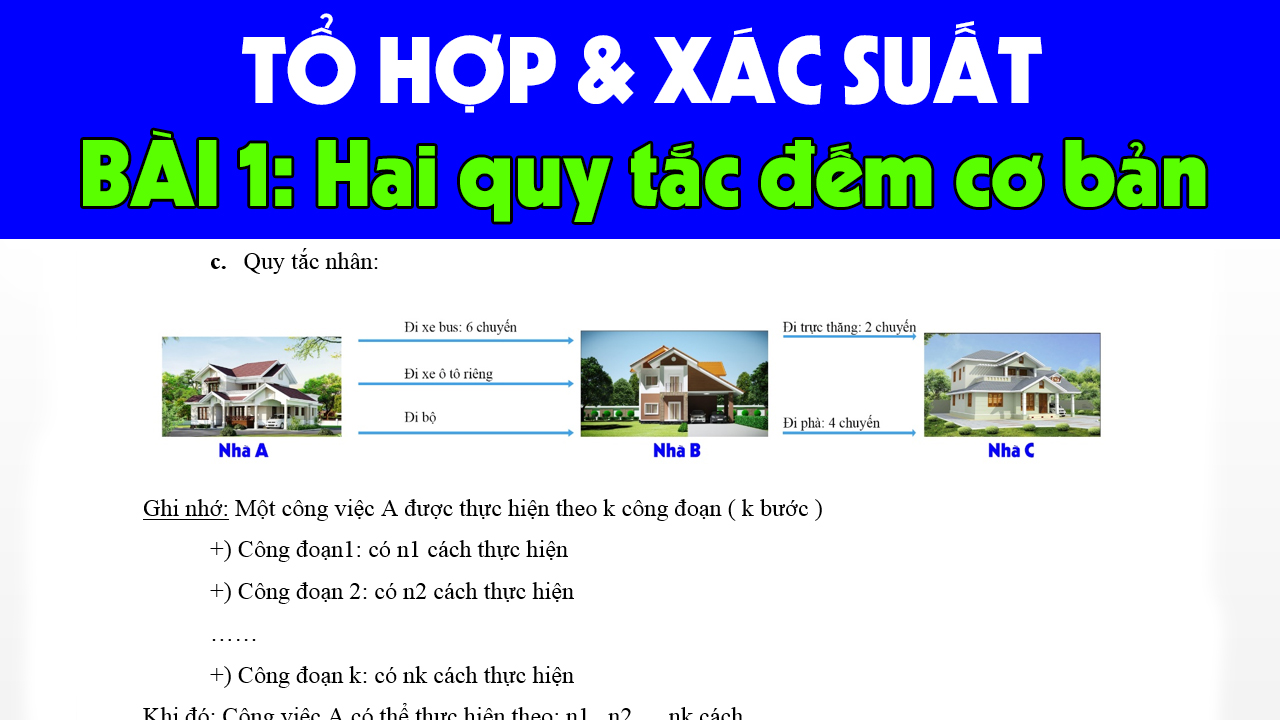 TỔ HỢP & XÁC SUẤT
BÀI 1: Hai quy tắc đếm cơ bản
c. Quy tắc nhân:
Đi xe bus: 6 chuyến
Đi trực thăng: 2 chuyến
Đi xe ô tô riêng
Đi bộ
Đi phà: 4 chuyến
Nhà A
Nhà B
Nhà C
Ghi nhớ: Một công việc A được thực hiện theo k công đoạn ( k bước )
+) Công đoạn1: có n1 cách thực hiện
+) Công đoạn 2: có n2 cách thực hiện
……
+) Công đoạn k: có nk cách thực hiện
Khi đó: Công việc A có thể thực hiện theo: n1 . n2 … nk cách